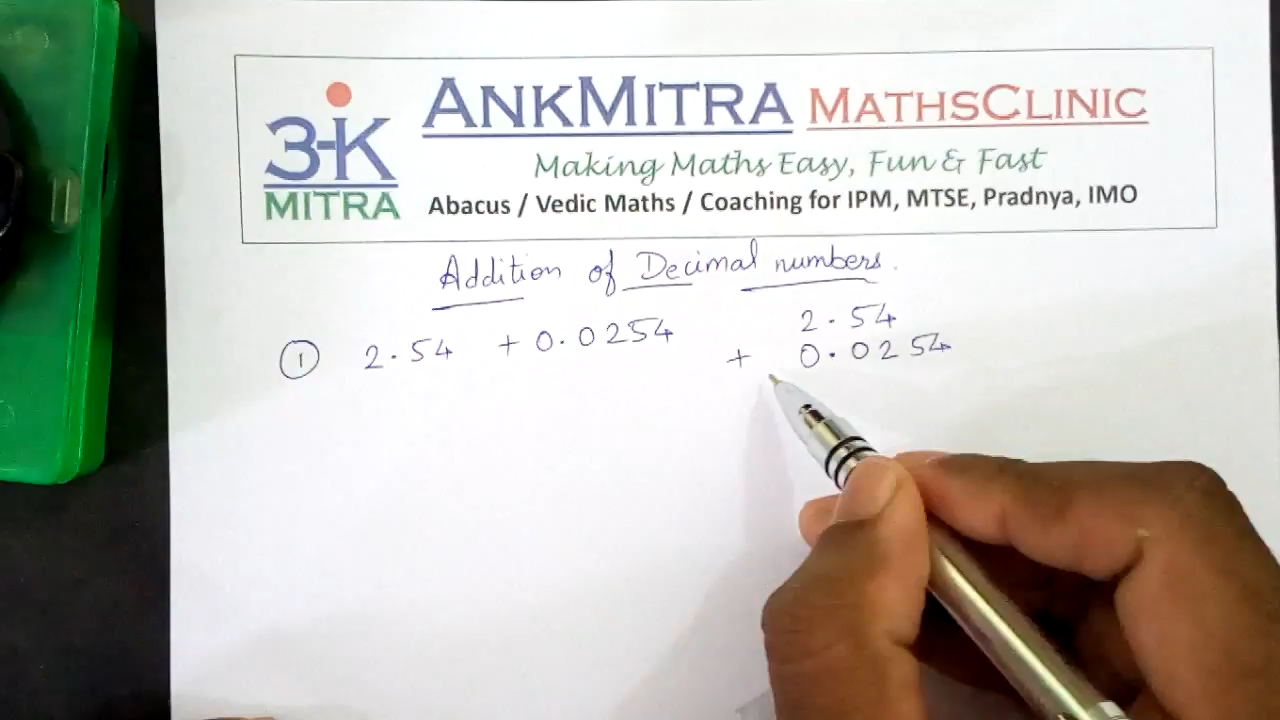 3-K
MITRA
ANKMITRA MATHSCLINIC
Making Maths Easy, Fun & Fast
Abacus / Vedic Maths / Coaching for IPM, MTSE, Pradnya, IMO
Addition of Decimal numbers.
① 2.54 + 0.0254
2.54
+ 0.0254